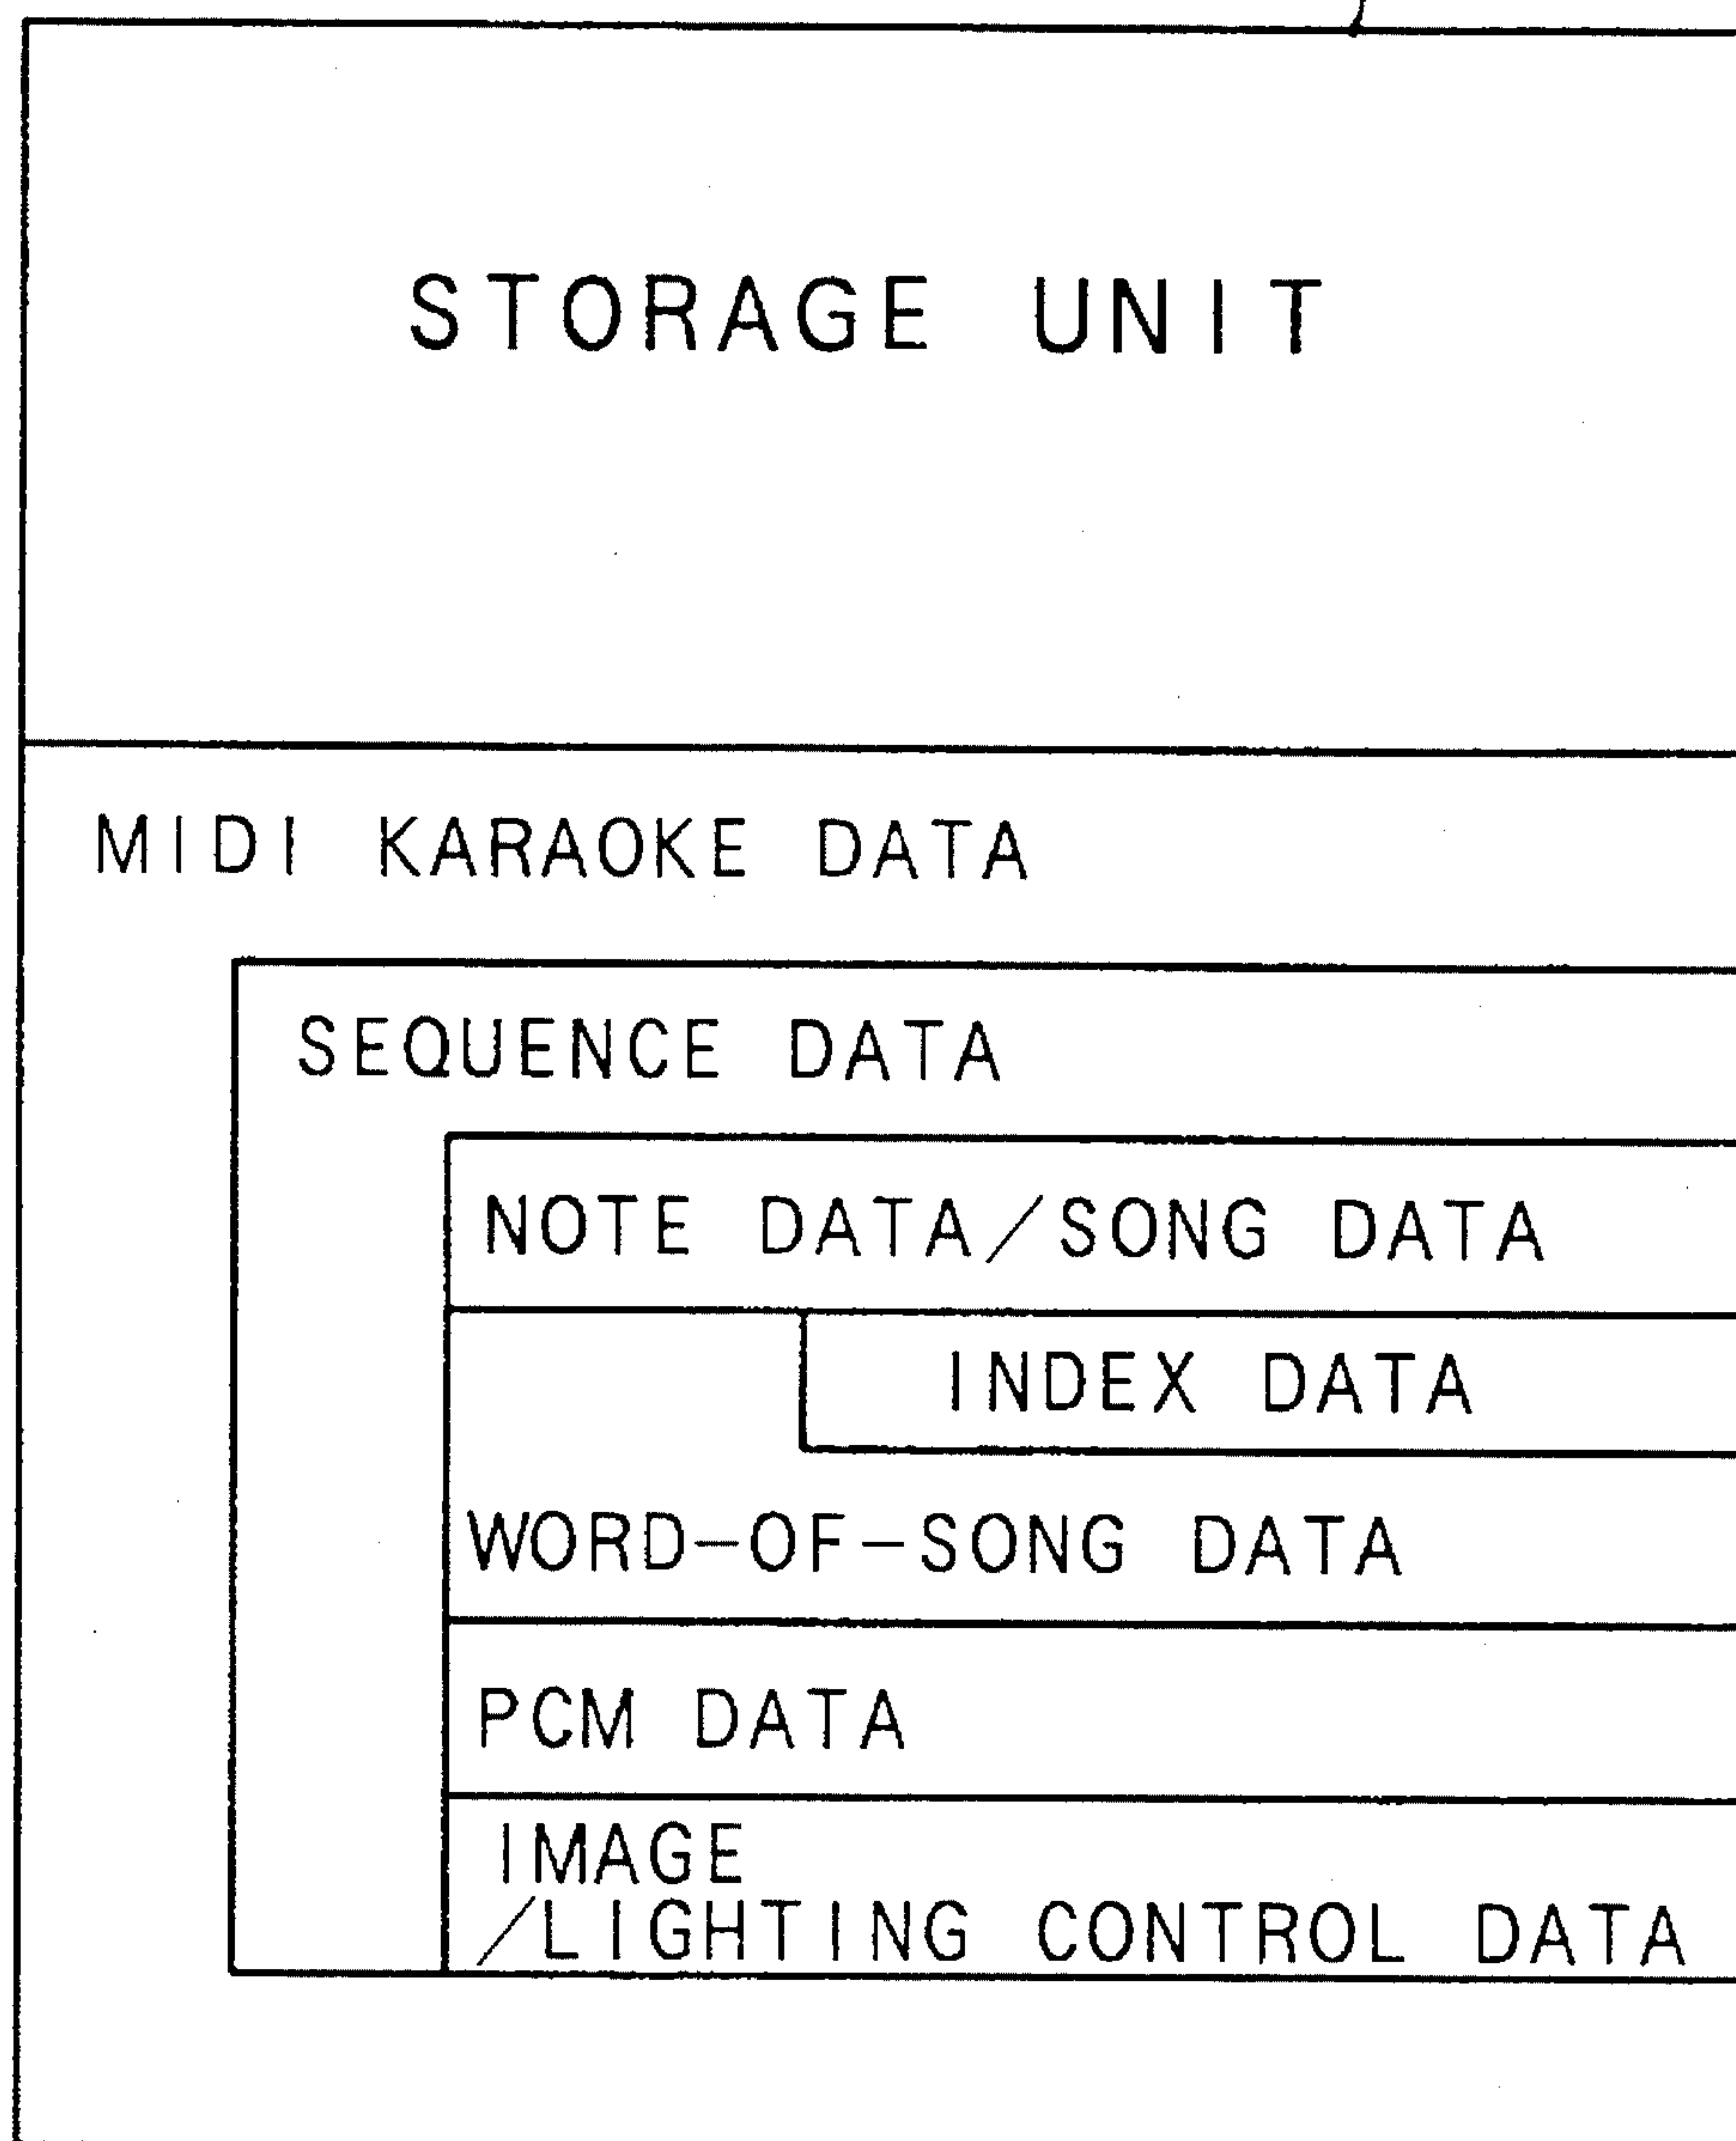 STORAGE UNIT
MIDI KARAOKE DATA
SEQUENCE DATA
NOTE DATA/SONG DATA
INDEX DATA
WORD-OF-SONG DATA
PCM DATA
IMAGE
/LIGHTING CONTROL DATA